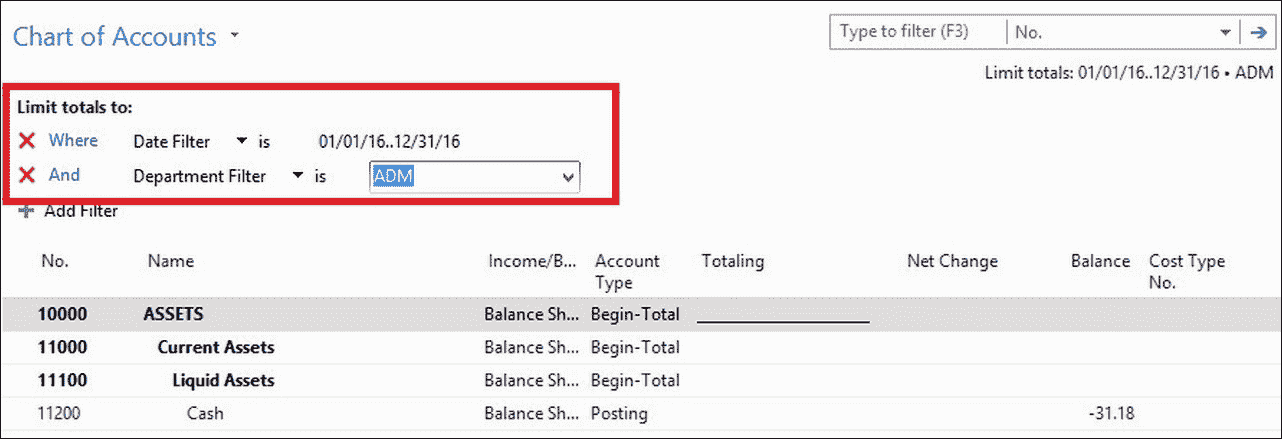 Chart of Accounts
Type to filter (F3) No.
Limit totals: 01/01/16..12/31/16 • ADM
Limit totals to:
Where Date Filter is 01/01/16..12/31/16
And Department Filter is ADM
Add Filter
No. Name Income/B... Account Type Totaling Net Change Balance Cost Type No.
10000 ASSETS Balance Sh... Begin-Total
11000 Current Assets Balance Sh... Begin-Total
11100 Liquid Assets Balance Sh... Begin-Total
11200 Cash Balance Sh... Posting -31.18